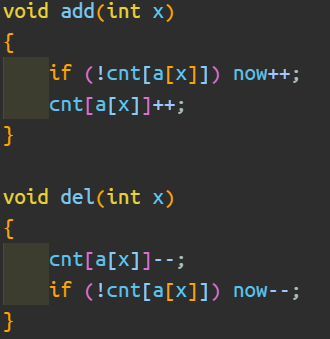 void add(int x)
{
    if (!cnt[a[x]]) now++;
    cnt[a[x]]++;
}

void del(int x)
{
    cnt[a[x]]--;
    if (!cnt[a[x]]) now--;
}